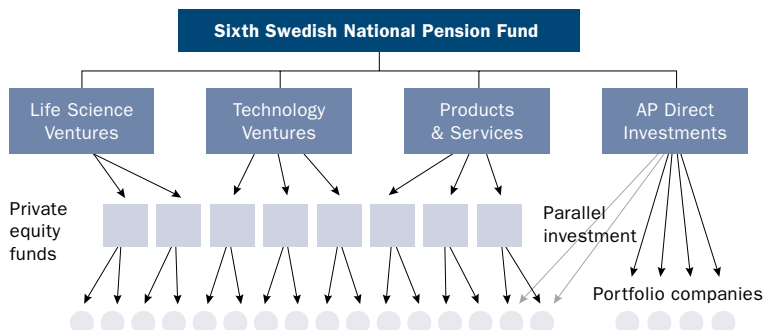 Sixth Swedish National Pension Fund
Life Science
Ventures
Technology
Ventures
Products
& Services
AP Direct
Investments
Private
equity
funds
Parallel
investment
Portfolio companies